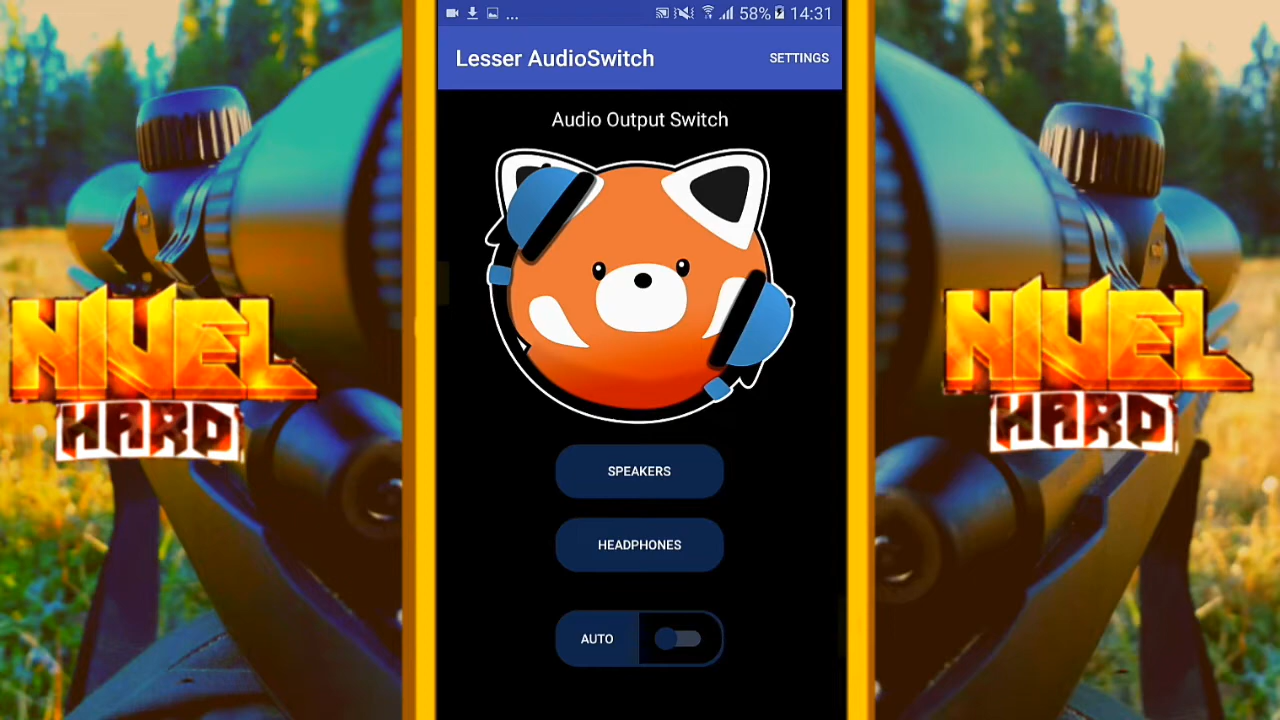 ... 58% 14:31
Lesser AudioSwitch SETTINGS
Audio Output Switch
NIVEL
HARD
NIVEL
HARD
SPEAKERS
HEADPHONES
AUTO